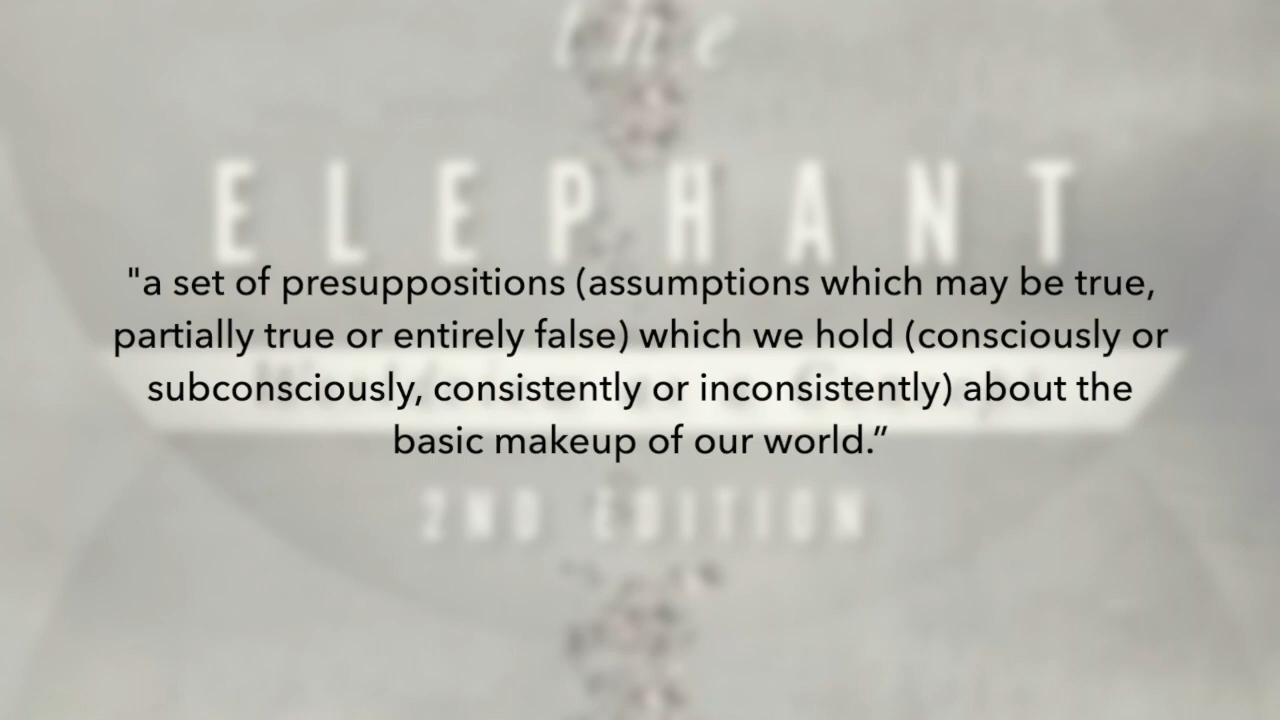 the
ELEPHANT
"a set of presuppositions (assumptions which may be true,
partially true or entirely false) which we hold (consciously or
subconsciously, consistently or inconsistently) about the
basic makeup of our world.”
2ND EDITION